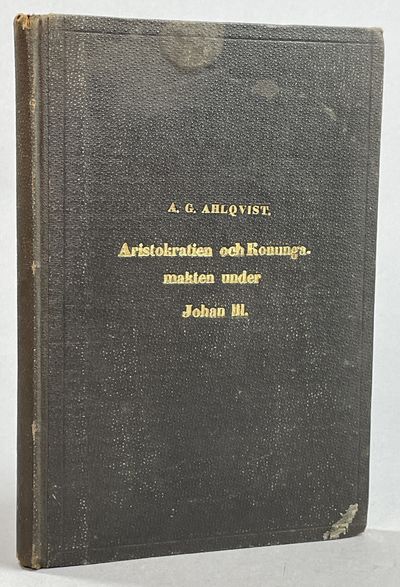 A. G. AHLQVIST.
Aristokratien och Konunga-
makten under
Johan III.